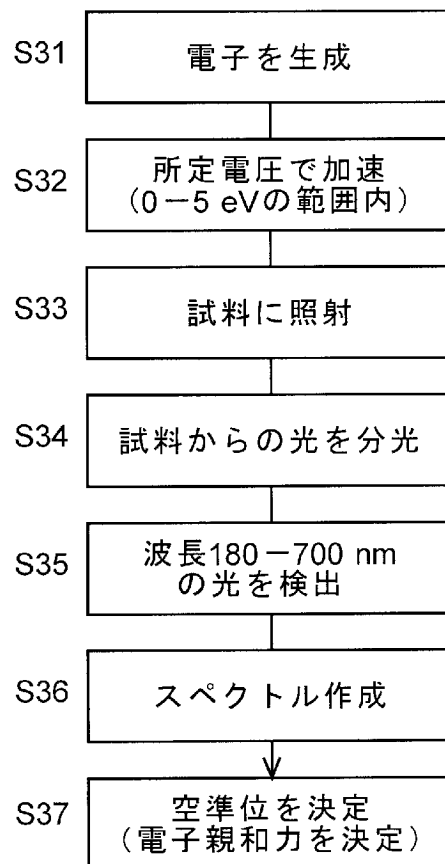 S31
電子を生成
S32
所定電圧で加速
(0－5 eVの範囲内)
S33
試料に照射
S34
試料からの光を分光
S35
波長180－700 nm
の光を検出
S36
スペクトル作成
S37
空準位を決定
(電子親和力を決定)